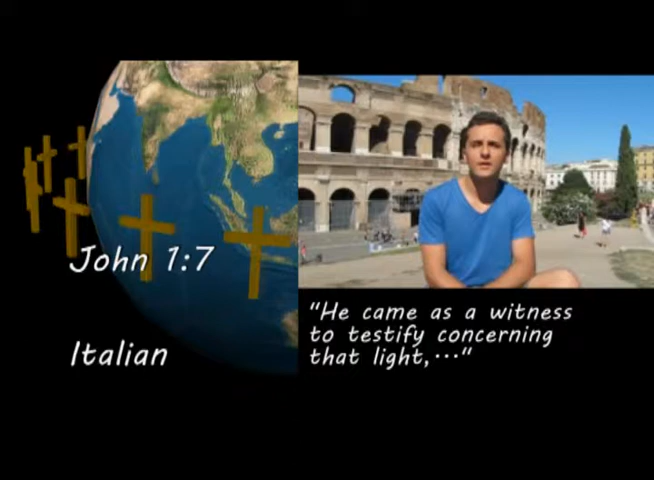 John 1:7
Italian
"He came as a witness
to testify concerning
that light,..."